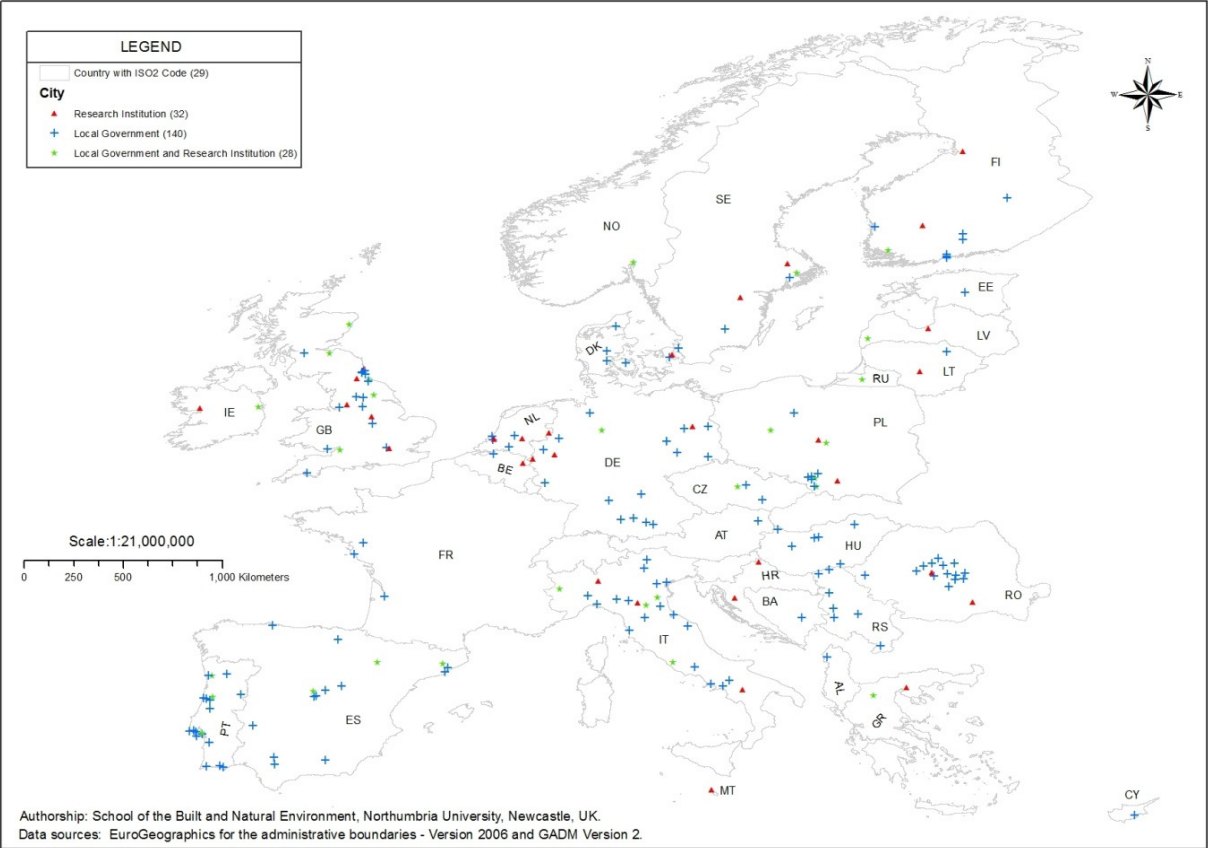 LEGEND
Country with ISO2 Code (29)
City
Research Institution (32)
Local Government (140)
Local Government and Research Institution (28)
N
W E
S
FI
SE
NO
EE
LV
DK
LT
RU
IE
NL
PL
GB
BE
DE
CZ
Scale:1:21,000,000
AT
FR
HU
0 250 500 1,000 Kilometers
HR
BA
RO
RS
IT
AL
ES
PT
GR
MT
CY
Authorship: School of the Built and Natural Environment, Northumbria University, Newcastle, UK.
Data sources: EuroGeographics for the administrative boundaries - Version 2006 and GADM Version 2.